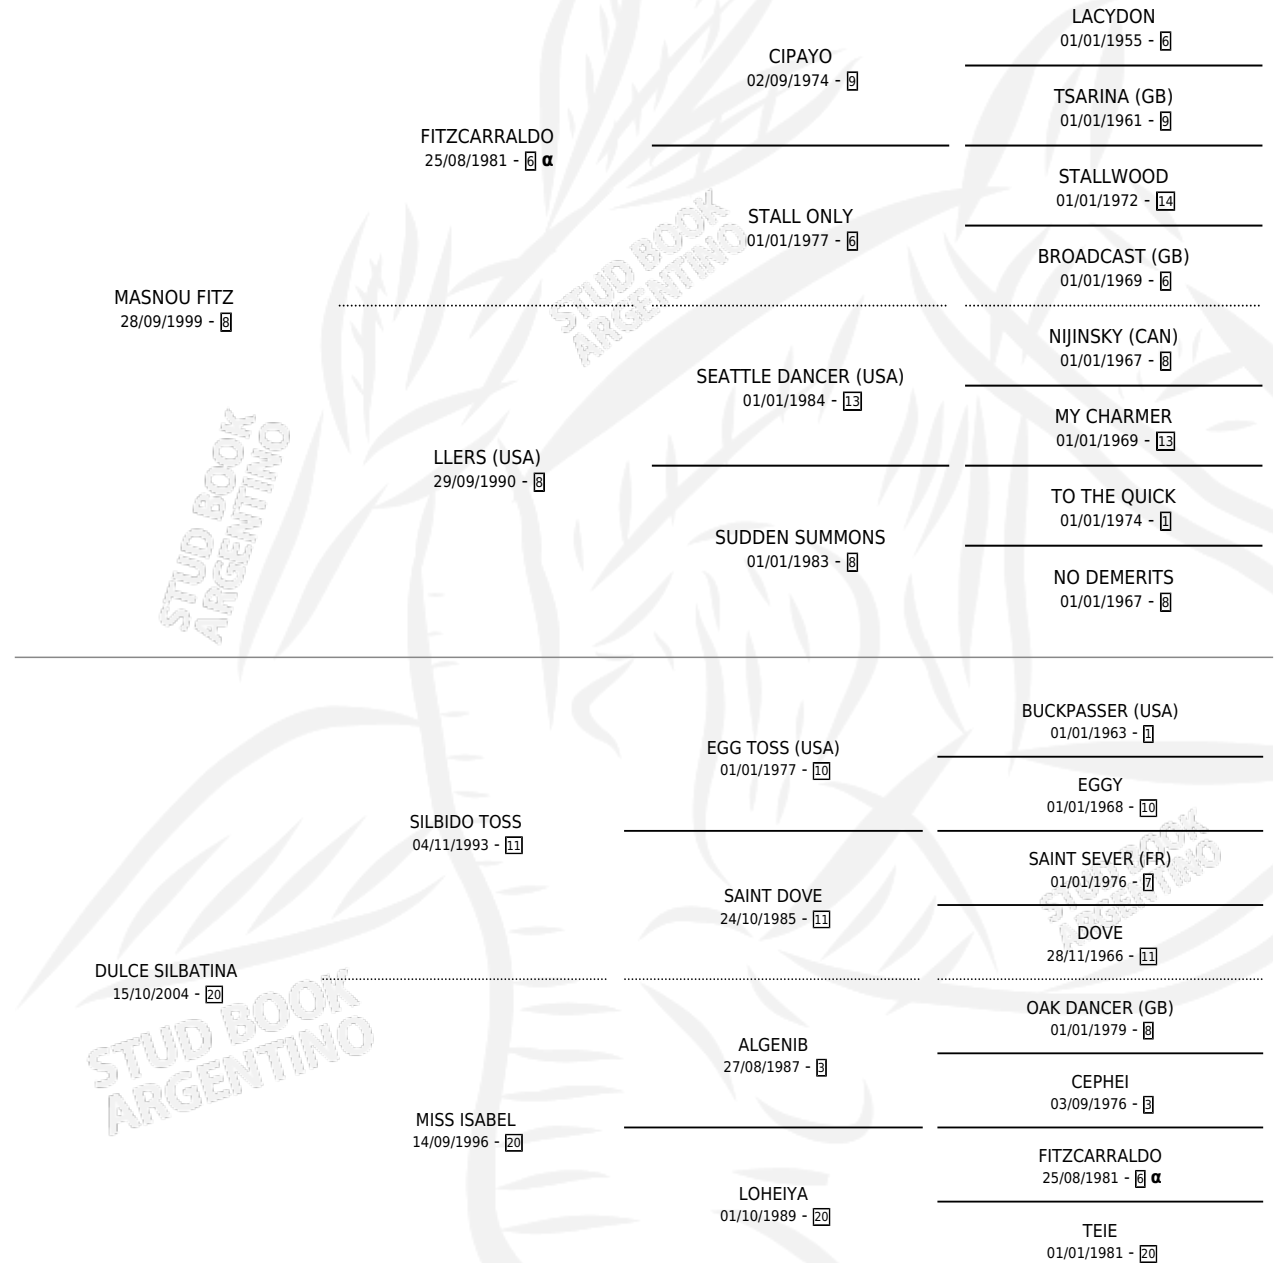 LACYDON
01/01/1955 - 6
CIPAYO
02/09/1974 - 9
TSARINA (GB)
01/01/1961 - 9
FITZCARRALDO
25/08/1981 - 6 α
STALLWOOD
01/01/1972 - 14
STALL ONLY
01/01/1977 - 6
BROADCAST (GB)
01/01/1969 - 6
MASNOU FITZ
28/09/1999 - 8
NIJINSKY (CAN)
01/01/1967 - 8
SEATTLE DANCER (USA)
01/01/1984 - 13
MY CHARMER
01/01/1969 - 13
LLERS (USA)
29/09/1990 - 8
TO THE QUICK
01/01/1974 - 1
SUDDEN SUMMONS
01/01/1983 - 8
NO DEMERITS
01/01/1967 - 8
BUCKPASSER (USA)
01/01/1963 - 1
EGG TOSS (USA)
01/01/1977 - 10
EGGY
01/01/1968 - 10
SILBIDO TOSS
04/11/1993 - 11
SAINT SEVER (FR)
01/01/1976 - 7
SAINT DOVE
24/10/1985 - 11
DOVE
28/11/1966 - 11
DULCE SILBATINA
15/10/2004 - 20
OAK DANCER (GB)
01/01/1979 - 8
ALGENIB
27/08/1987 - 3
CEPHEI
03/09/1976 - 3
MISS ISABEL
14/09/1996 - 20
FITZCARRALDO
25/08/1981 - 6 α
LOHEIYA
01/10/1989 - 20
TEIE
01/01/1981 - 20
STUD BOOK
ARGENTINO
STUD BOOK
ARGENTINO
STUD BOOK
ARGENTINO
STUD BOOK
ARGENTINO